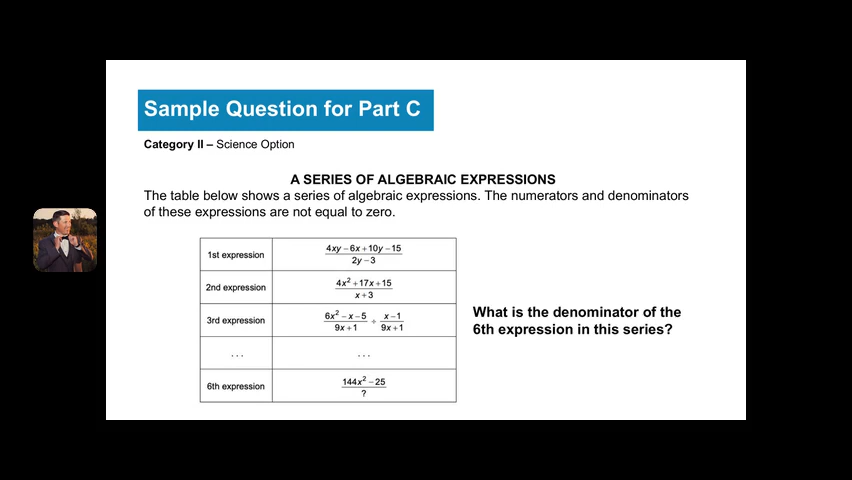 Sample Question for Part C
Category II – Science Option
A SERIES OF ALGEBRAIC EXPRESSIONS
The table below shows a series of algebraic expressions. The numerators and denominators
of these expressions are not equal to zero.
1st expression
4xy – 6x + 10y – 15
2y – 3
2nd expression
4x² + 17x + 15
x + 3
3rd expression
6x² – x – 5 ÷ x – 1
9x + 1 9x + 1
. . . . . .
6th expression
144x² – 25
?
What is the denominator of the
6th expression in this series?